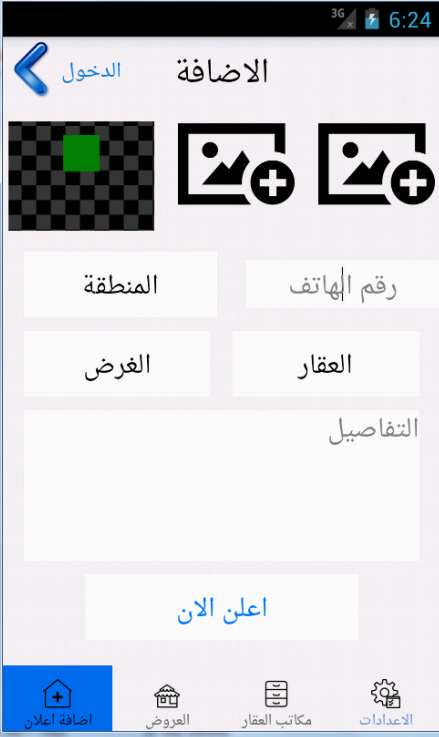 3G 6:24
الدخول الاضافة
رقم الهاتف المنطقة
العقار الغرض
التفاصيل
اعلن الان
الاعدادات مكاتب العقار العروض اضافة اعلان